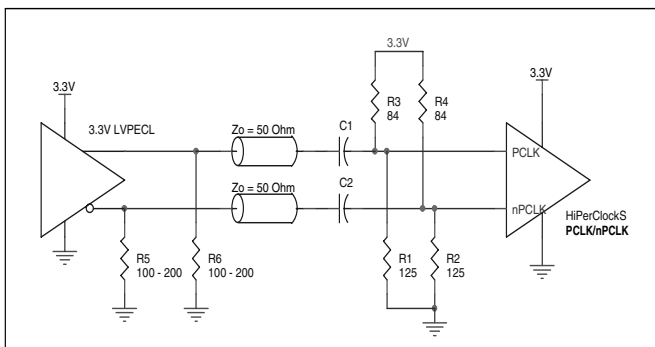 3.3V
3.3V
3.3V
R3
84
R4
84
3.3V LVPECL
Zo = 50 Ohm
C1
PCLK
Zo = 50 Ohm
C2
nPCLK
HiPerClockS
PCLK/nPCLK
R5
100 - 200
R6
100 - 200
R1
125
R2
125